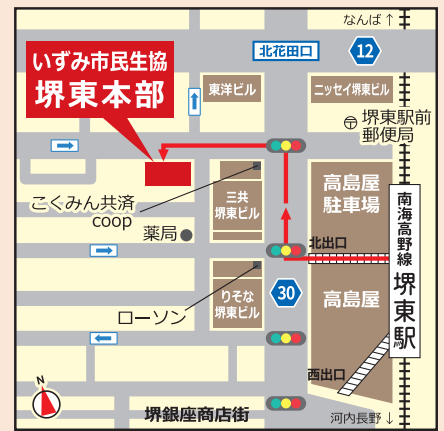 なんば↑
北花田口
12
いずみ市民生協
堺東本部
東洋ビル
ニッセイ堺東ビル
〒堺東駅前
郵便局
こくみん共済
coop
三共
堺東ビル
高島屋
駐車場
南海高野線
堺東駅
薬局
北出口
りそな
堺東ビル
30
高島屋
ローソン
西出口
N
堺銀座商店街
河内長野↓